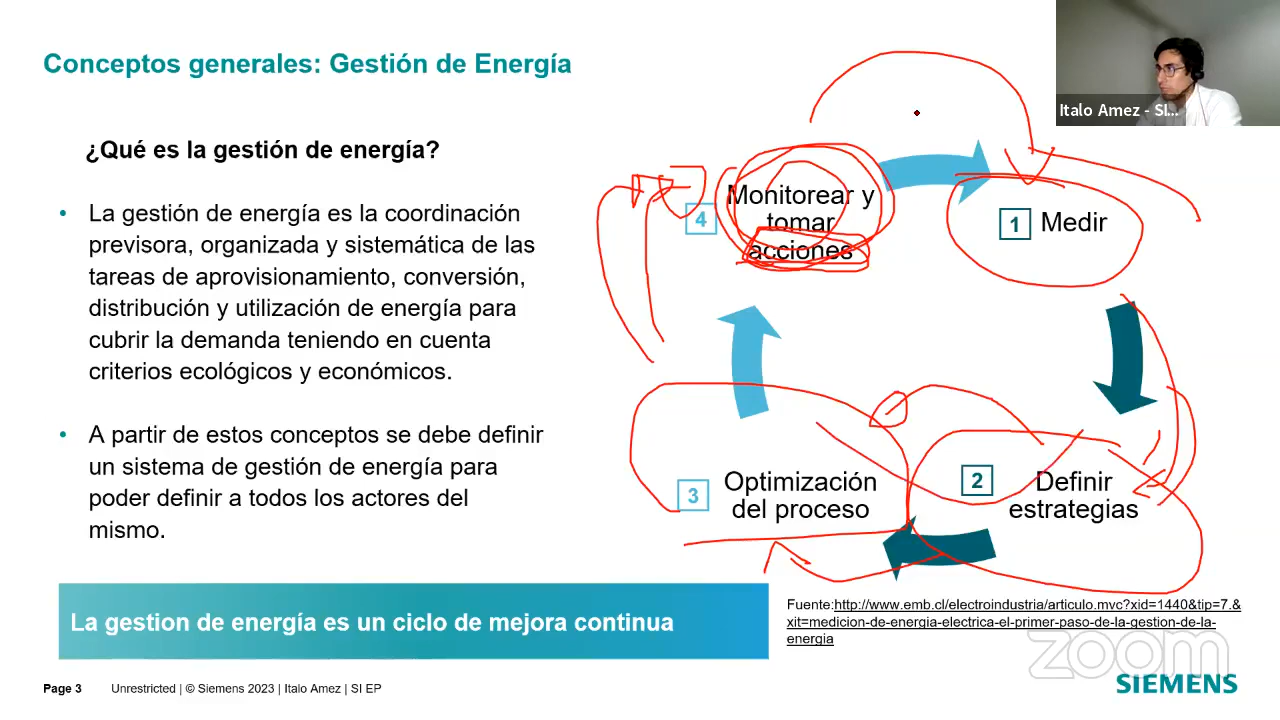 Conceptos generales: Gestión de Energía
Italo Amez - SI...
¿Qué es la gestión de energía?
• La gestión de energía es la coordinación
previsora, organizada y sistemática de las
tareas de aprovisionamiento, conversión,
distribución y utilización de energía para
cubrir la demanda teniendo en cuenta
criterios ecológicos y económicos.
• A partir de estos conceptos se debe definir
un sistema de gestión de energía para
poder definir a todos los actores del
mismo.
4
Monitorear y
tomar
acciones
1 Medir
2
Definir
estrategias
3
Optimización
del proceso
La gestion de energía es un ciclo de mejora continua
Fuente:http://www.emb.cl/electroindustria/articulo.mvc?xid=1440&tip=7.&
xit=medicion-de-energia-electrica-el-primer-paso-de-la-gestion-de-la-
energia
zoom
SIEMENS
Page 3 Unrestricted | © Siemens 2023 | Italo Amez | SI EP